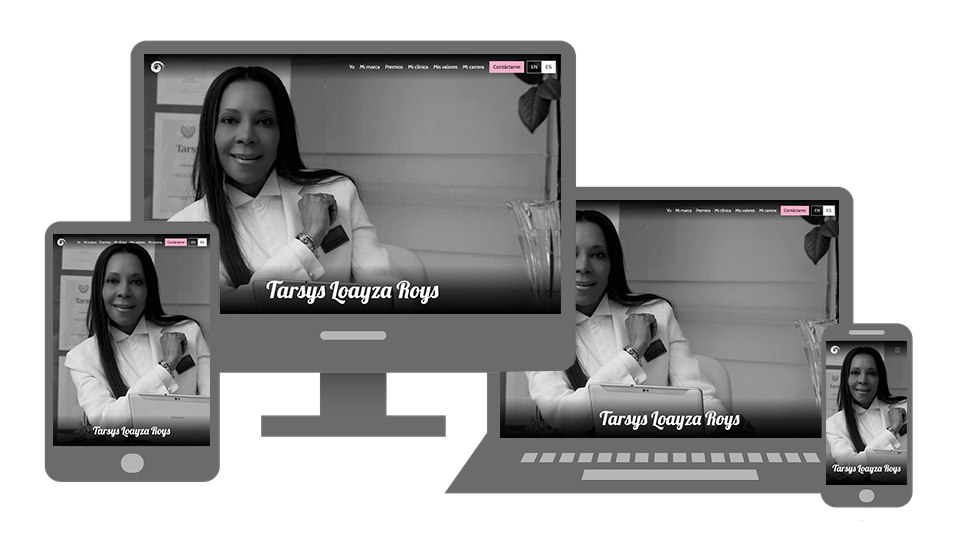 Yo Mi marca Premios Mi clínica Mis valores Mi carrera Contáctame EN ES
Tars
Tarsys Loayza Roys
Yo Mi marca Premios Mi clínica Mis valores Mi carrera Contáctame EN ES
Tarsys Loayza Roys
Yo Mi marca Premios Mi clínica Mis valores Mi carrera Contáctame EN ES
Tars
Tarsys Loayza Roys
Tarsys Loayza Roys